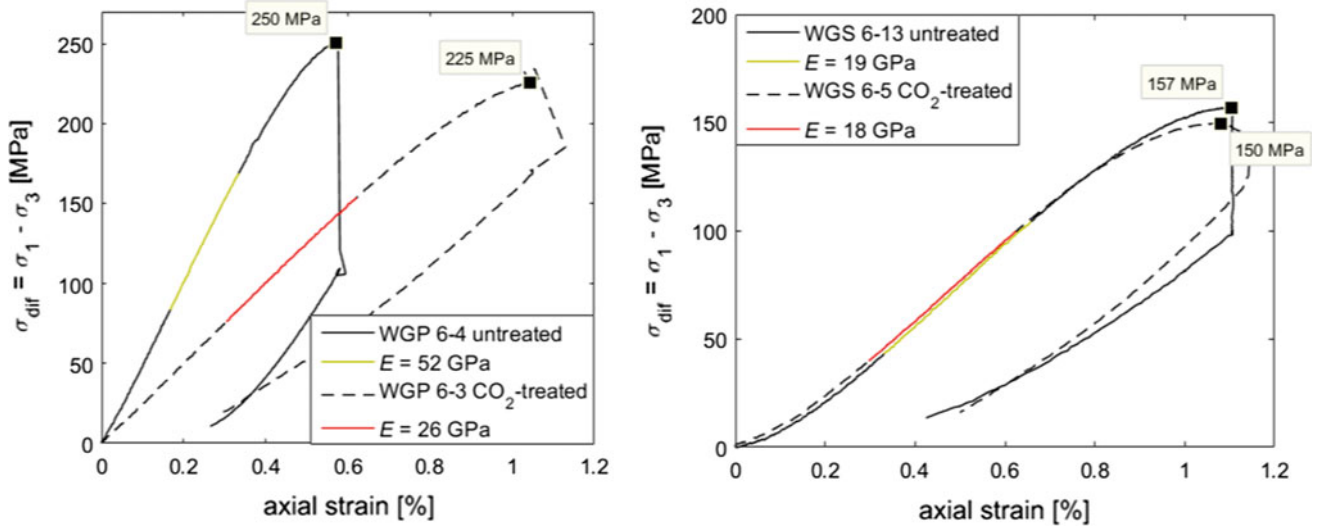 250 MPa
225 MPa
250
200
150
100
50
0
σdif = σ1 - σ3 [MPa]
WGP 6-4 untreated
E = 52 GPa
WGP 6-3 CO2-treated
E = 26 GPa
0
0.2
0.4
0.6
0.8
1
1.2
axial strain [%]
200
150
100
50
0
σdif = σ1 - σ3 [MPa]
WGS 6-13 untreated
E = 19 GPa
WGS 6-5 CO2-treated
E = 18 GPa
157 MPa
150 MPa
0
0.2
0.4
0.6
0.8
1
1.2
axial strain [%]